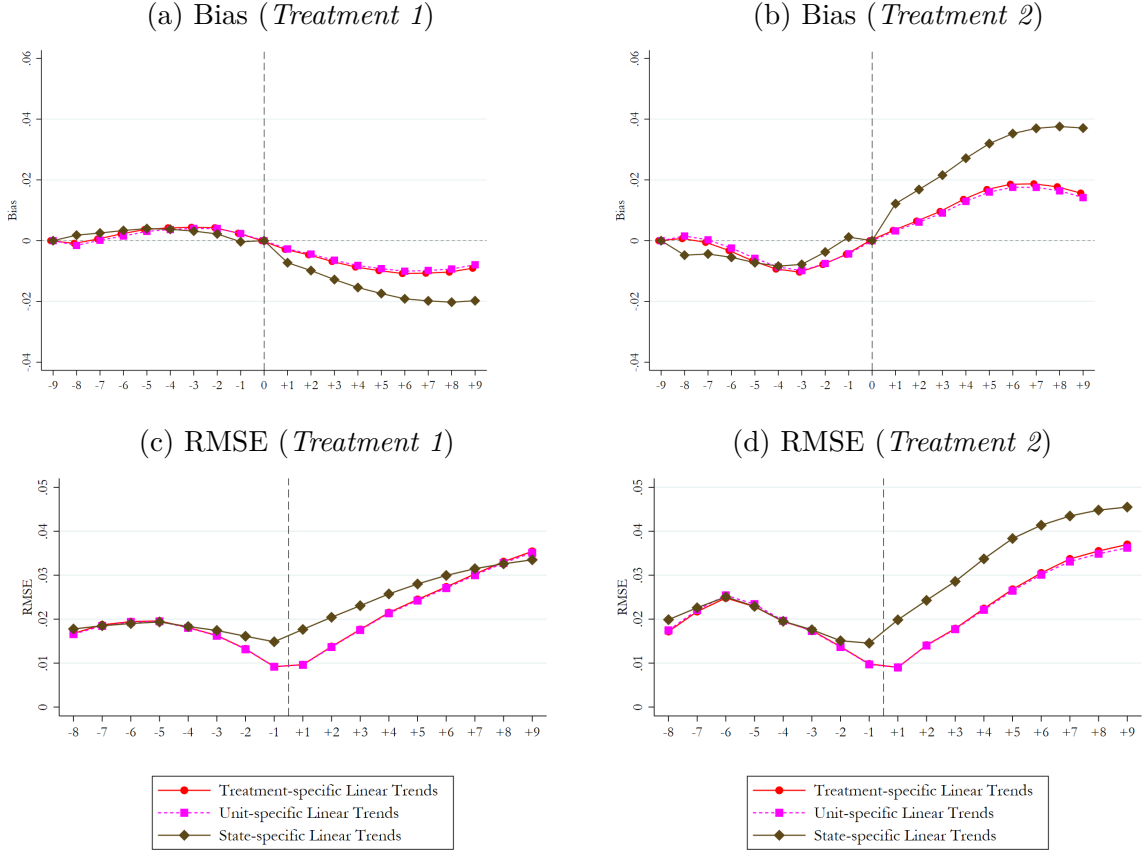 (a) Bias (Treatment 1)
(b) Bias (Treatment 2)
.06
.04
.02
0
-.02
-.04
Bias
-9 -8 -7 -6 -5 -4 -3 -2 -1 0 +1 +2 +3 +4 +5 +6 +7 +8 +9
.06
.04
.02
0
-.02
-.04
Bias
-9 -8 -7 -6 -5 -4 -3 -2 -1 0 +1 +2 +3 +4 +5 +6 +7 +8 +9
(c) RMSE (Treatment 1)
(d) RMSE (Treatment 2)
.05
.04
.03
.02
.01
0
RMSE
-8 -7 -6 -5 -4 -3 -2 -1 +1 +2 +3 +4 +5 +6 +7 +8 +9
.05
.04
.03
.02
.01
0
RMSE
-8 -7 -6 -5 -4 -3 -2 -1 +1 +2 +3 +4 +5 +6 +7 +8 +9
Treatment-specific Linear Trends
Unit-specific Linear Trends
State-specific Linear Trends
Treatment-specific Linear Trends
Unit-specific Linear Trends
State-specific Linear Trends